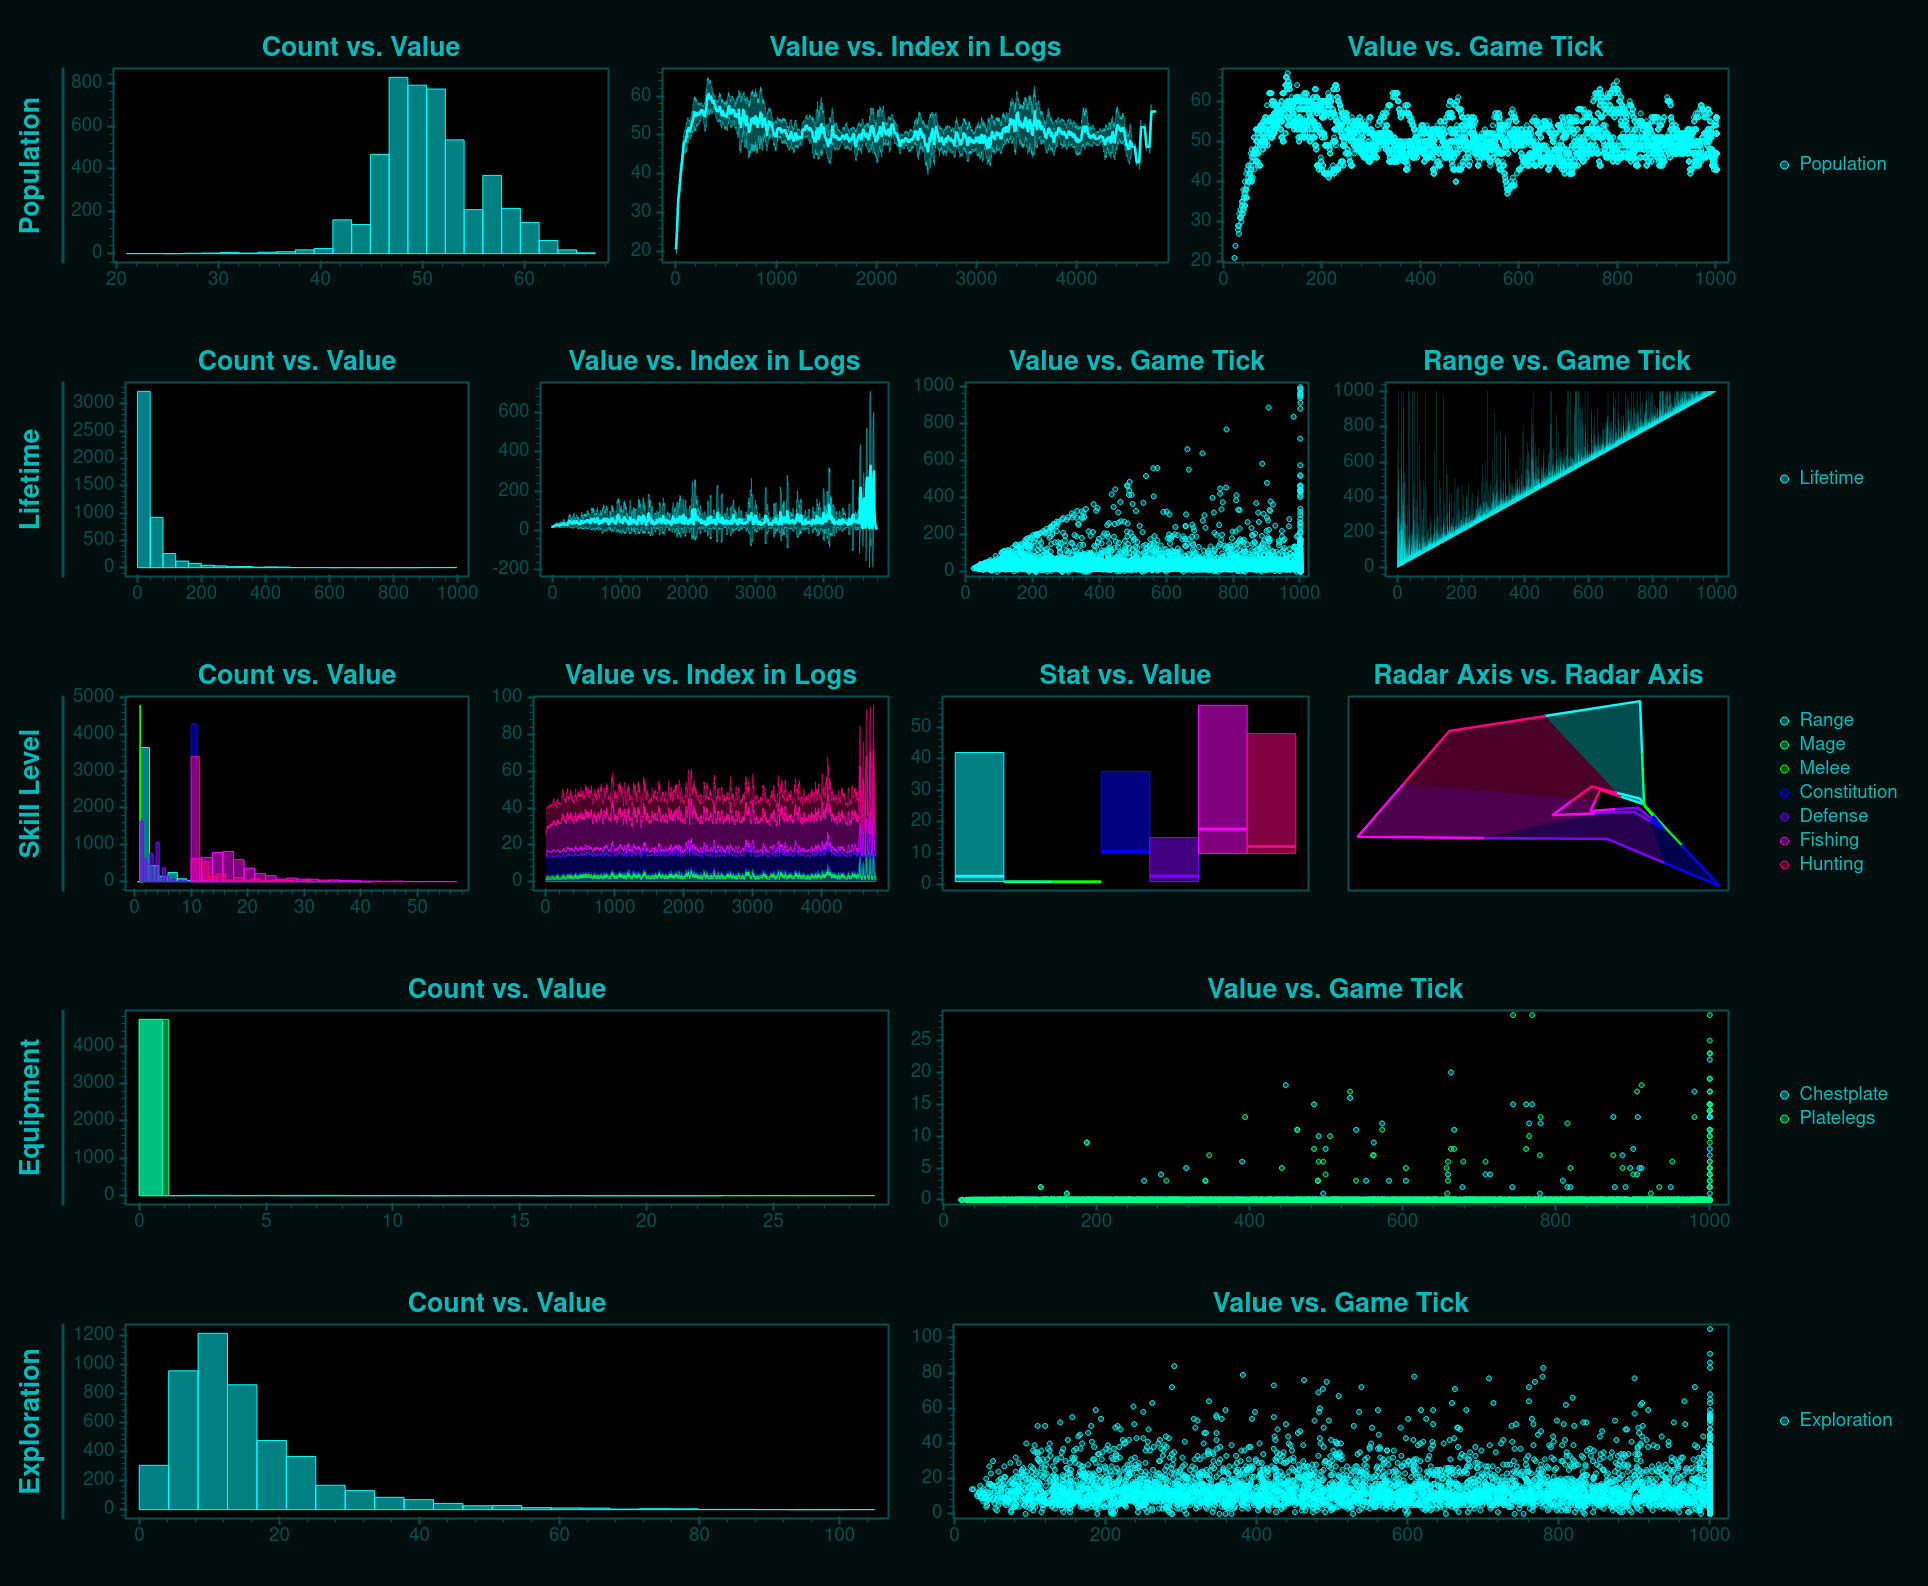 Population
Count vs. Value
800
600
400
200
0
20 30 40 50 60
Value vs. Index in Logs
60
50
40
30
20
0 1000 2000 3000 4000
Value vs. Game Tick
60
50
40
30
20
0 200 400 600 800 1000
Population
Lifetime
Count vs. Value
3000
2500
2000
1500
1000
500
0
0 200 400 600 800 1000
Value vs. Index in Logs
600
400
200
0
-200
0 1000 2000 3000 4000
Value vs. Game Tick
1000
800
600
400
200
0
0 200 400 600 800 1000
Range vs. Game Tick
1000
800
600
400
200
0
0 200 400 600 800 1000
Lifetime
Skill Level
Count vs. Value
5000
4000
3000
2000
1000
0
0 10 20 30 40 50
Value vs. Index in Logs
100
80
60
40
20
0
0 1000 2000 3000 4000
Stat vs. Value
50
40
30
20
10
0
Radar Axis vs. Radar Axis
Range
Mage
Melee
Constitution
Defense
Fishing
Hunting
Equipment
Count vs. Value
4000
3000
2000
1000
0
0 5 10 15 20 25
Value vs. Game Tick
25
20
15
10
5
0
0 200 400 600 800 1000
Chestplate
Platelegs
Exploration
Count vs. Value
1200
1000
800
600
400
200
0
0 20 40 60 80 100
Value vs. Game Tick
100
80
60
40
20
0
0 200 400 600 800 1000
Exploration